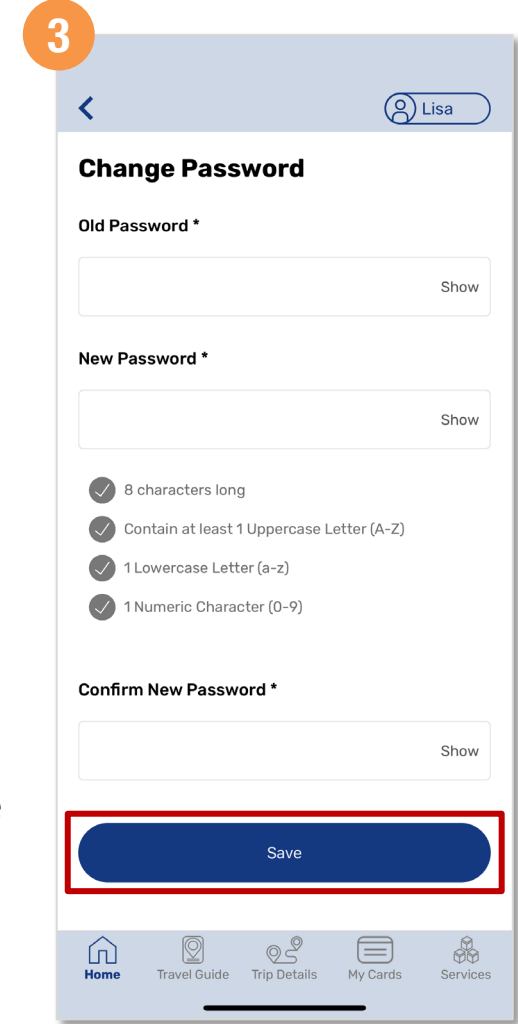 3
Lisa
Change Password
Old Password *
Show
New Password *
Show
8 characters long
Contain at least 1 Uppercase Letter (A-Z)
1 Lowercase Letter (a-z)
1 Numeric Character (0-9)
Confirm New Password *
Show
Save
Home Travel Guide Trip Details My Cards Services